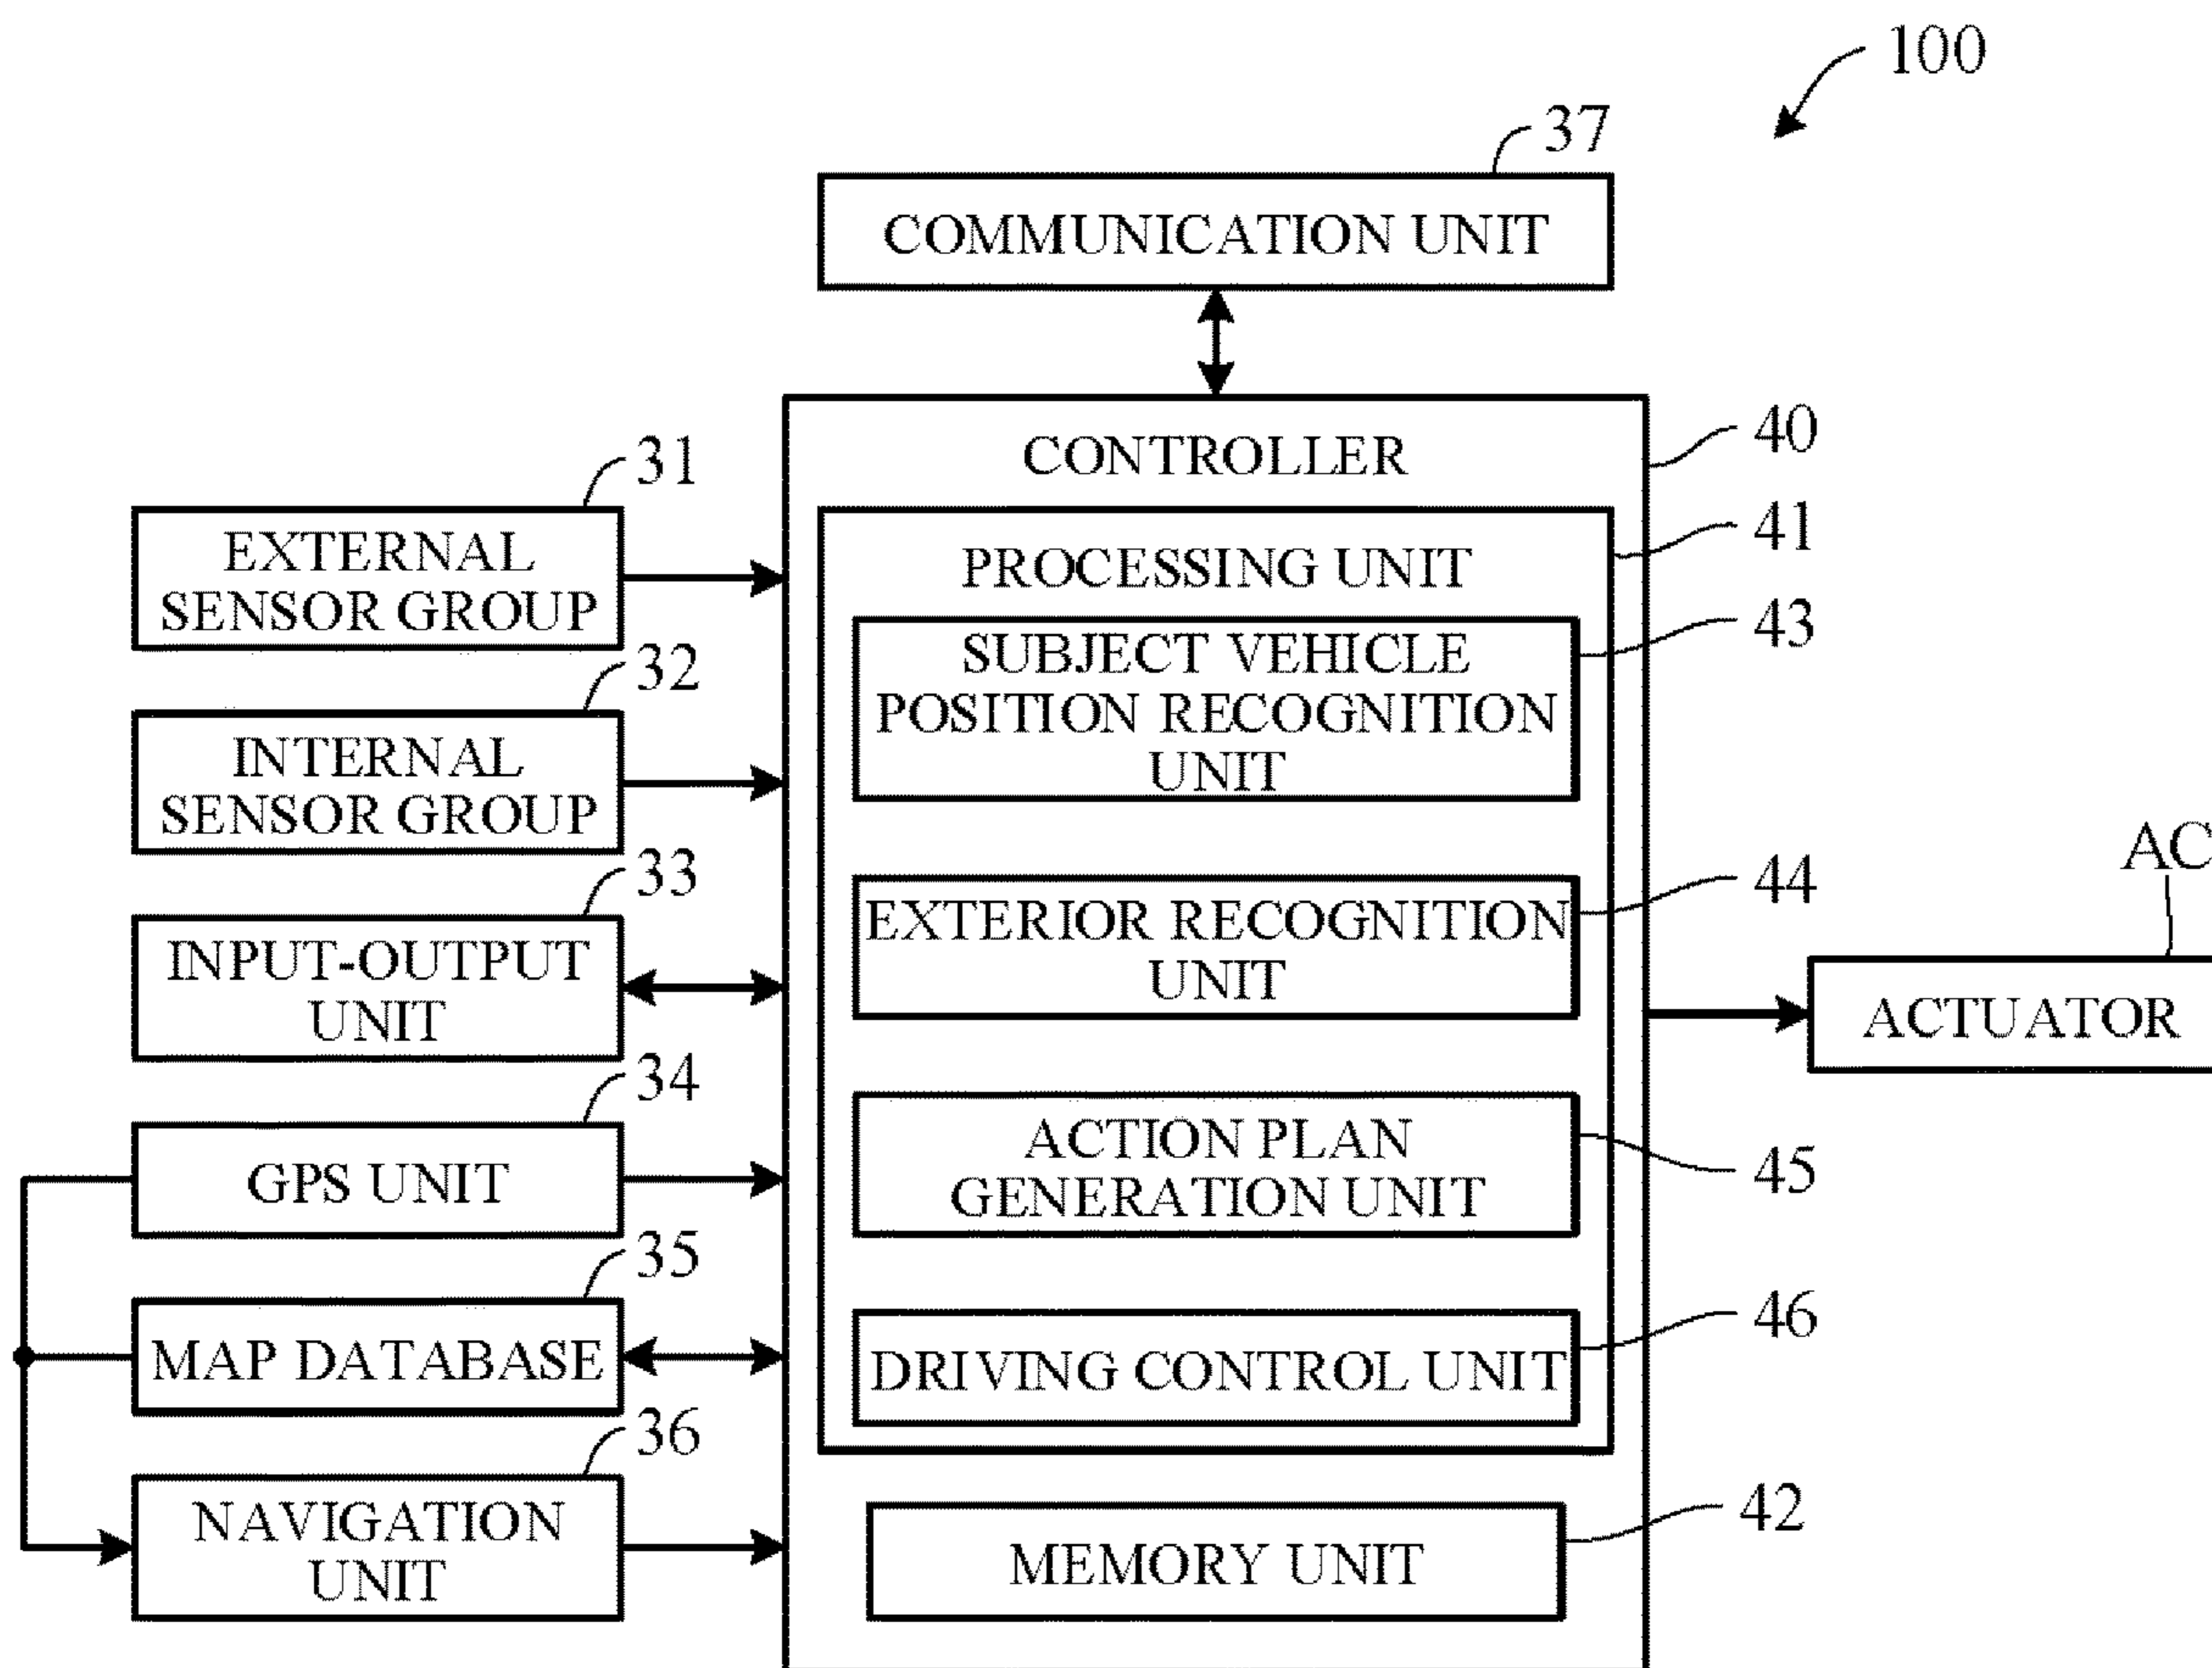 100
37
COMMUNICATION UNIT
CONTROLLER
40
31
EXTERNAL
SENSOR GROUP
PROCESSING UNIT
41
SUBJECT VEHICLE
POSITION RECOGNITION
UNIT
43
32
INTERNAL
SENSOR GROUP
33
INPUT-OUTPUT
UNIT
EXTERIOR RECOGNITION
UNIT
44
AC
ACTUATOR
34
GPS UNIT
ACTION PLAN
GENERATION UNIT
45
35
MAP DATABASE
DRIVING CONTROL UNIT
46
36
NAVIGATION
UNIT
MEMORY UNIT
42